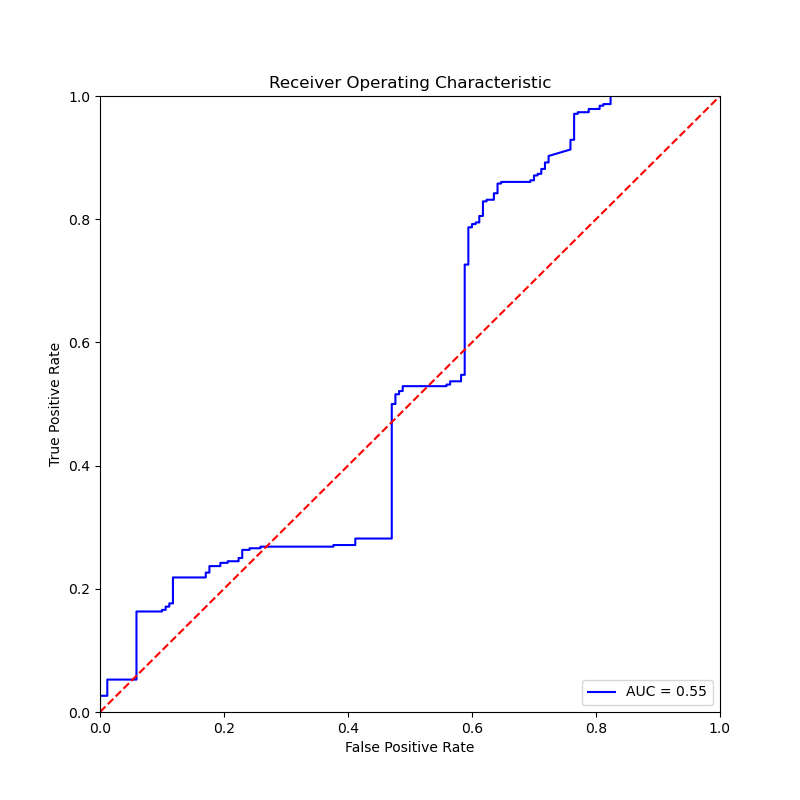 Receiver Operating Characteristic
1.0
0.8
0.6
0.4
0.2
0.0
True Positive Rate
AUC = 0.55
0.0 0.2 0.4 0.6 0.8 1.0
False Positive Rate